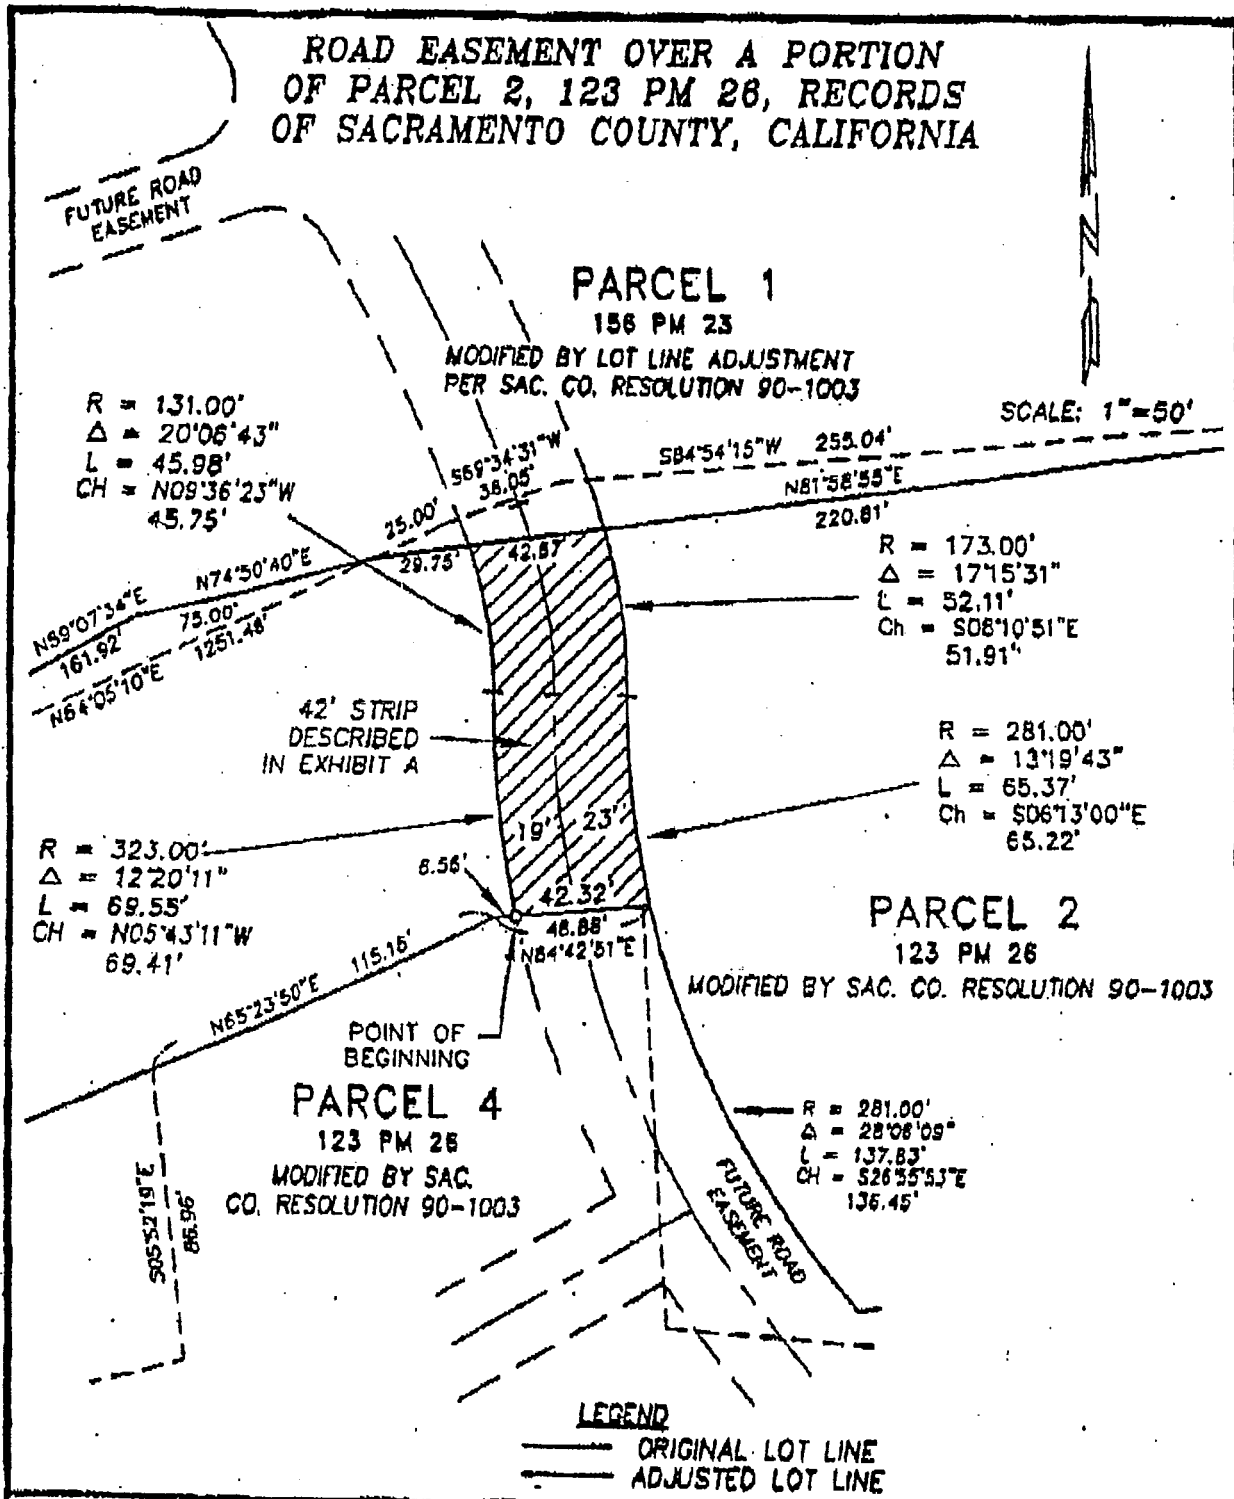 ROAD EASEMENT OVER A PORTION
OF PARCEL 2, 123 PM 26, RECORDS
OF SACRAMENTO COUNTY, CALIFORNIA
FUTURE ROAD
EASEMENT
PARCEL 1
156 PM 23
MODIFIED BY LOT LINE ADJUSTMENT
PER SAC. CO. RESOLUTION 90-1003
N
SCALE: 1"=50'
R = 131.00'
Δ = 20°06'43"
L = 45.98'
CH = N09°36'23"W
45.75'
S69°34'31"W
38.05'
25.00'
S84°54'15"W 255.04'
N81°58'55"E
220.81'
29.75'
42.57
N74°50'40"E
75.00'
N59°07'34"E
161.92'
N64°05'10"E
1251.48'
R = 173.00'
Δ = 17°15'31"
L = 52.11'
Ch = S08°10'51"E
51.91"
42' STRIP
DESCRIBED
IN EXHIBIT A
R = 281.00'
Δ = 13°19'43"
L = 65.37'
Ch = S06°13'00"E
65.22'
19'
23'
R = 323.00'
Δ = 12°20'11"
L = 69.55'
CH = N05°43'11"W
69.41'
6.56'
42.32'
48.88'
N84°42'51"E
PARCEL 2
123 PM 26
MODIFIED BY SAC. CO. RESOLUTION 90-1003
N65°23'50"E
115.15'
POINT OF
BEGINNING
PARCEL 4
123 PM 26
MODIFIED BY SAC.
CO. RESOLUTION 90-1003
S05°52'19"E
86.96'
R = 281.00'
Δ = 28°06'09"
L = 137.83'
CH = S26°55'53"E
136.45'
FUTURE ROAD
EASEMENT
LEGEND
ORIGINAL LOT LINE
ADJUSTED LOT LINE